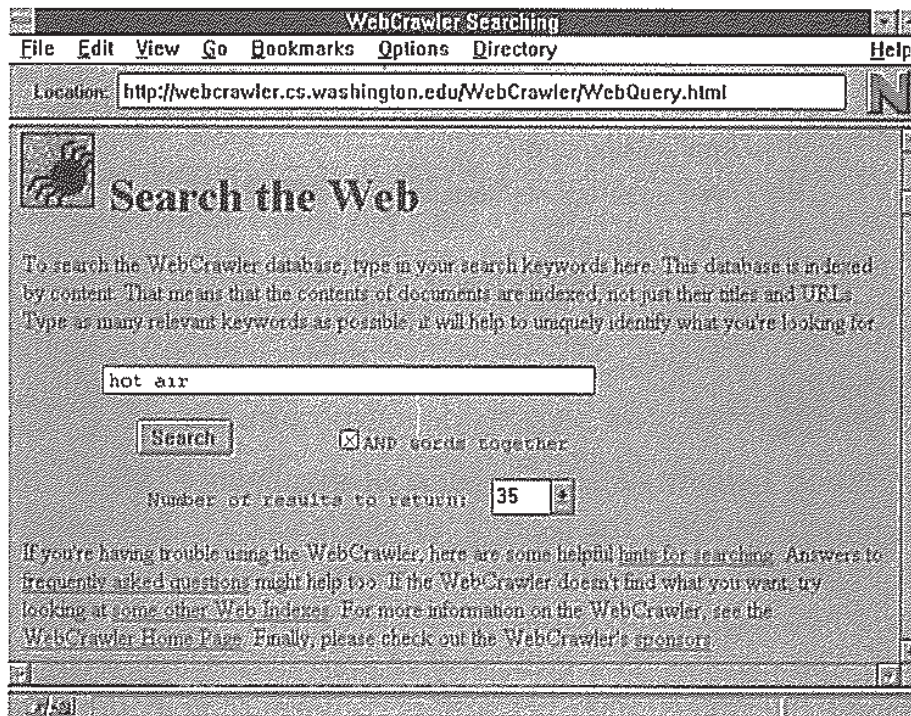 WebCrawler Searching
File Edit View Go Bookmarks Options Directory Help
Location: http://webcrawler.cs.washington.edu/WebCrawler/WebQuery.html
N
Search the Web
To search the WebCrawler database, type in your search keywords here. This database is indexed
by content. That means that the contents of documents are indexed, not just their titles and URLs.
Type as many relevant keywords as possible; it will help to uniquely identify what you're looking for.
hot air
Search AND words together
Number of results to return: 35
If you're having trouble using the WebCrawler, here are some helpful hints for searching. Answers to
frequently asked questions might help too. If the WebCrawler doesn't find what you want, try
looking at some other Web Indexes. For more information on the WebCrawler, see the
WebCrawler Home Page. Finally, please check out the WebCrawler's sponsors.